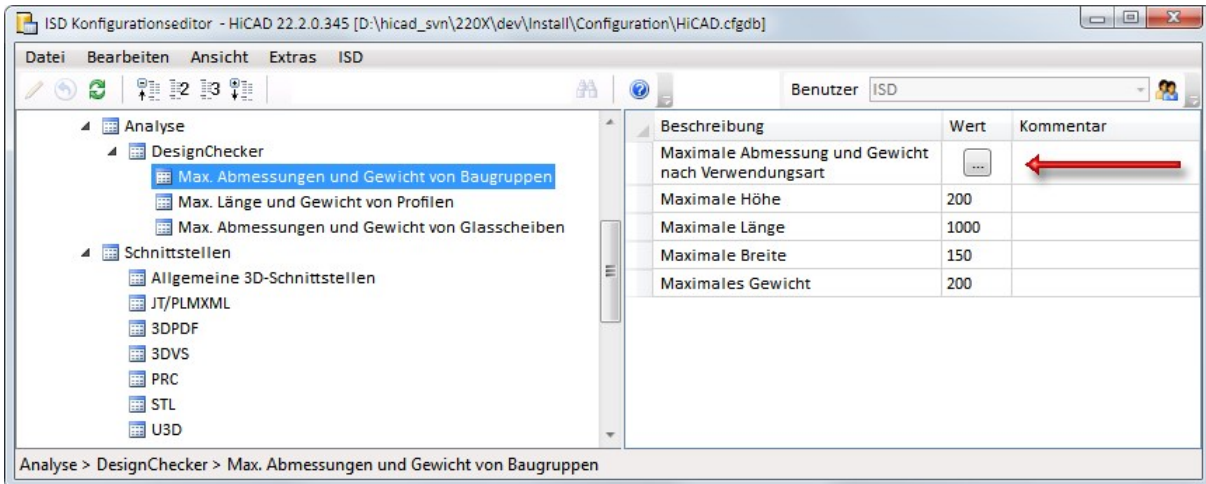 ISD Konfigurationseditor - HiCAD 22.2.0.345 [D:\hicad_svn\220X\dev\Install\Configuration\HiCAD.cfgdb]
Datei Bearbeiten Ansicht Extras ISD
2 3
Benutzer ISD
Analyse
DesignChecker
Max. Abmessungen und Gewicht von Baugruppen
Max. Länge und Gewicht von Profilen
Max. Abmessungen und Gewicht von Glasscheiben
Schnittstellen
Allgemeine 3D-Schnittstellen
JT/PLMXML
3DPDF
3DVS
PRC
STL
U3D
Beschreibung Wert Kommentar
Maximale Abmessung und Gewicht
nach Verwendungsart ...
Maximale Höhe 200
Maximale Länge 1000
Maximale Breite 150
Maximales Gewicht 200
Analyse > DesignChecker > Max. Abmessungen und Gewicht von Baugruppen